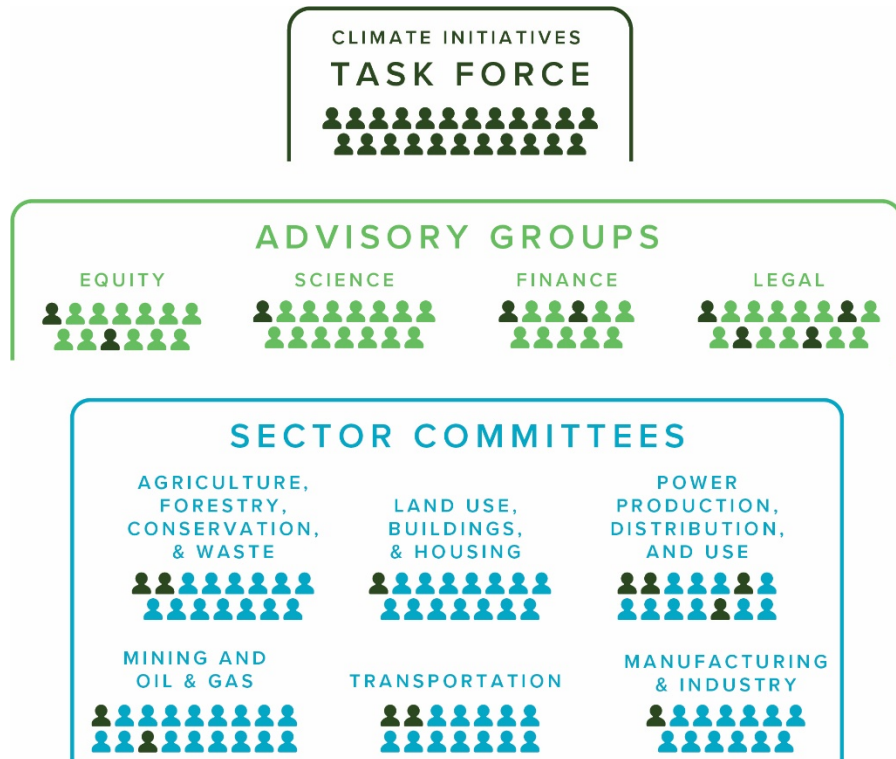 CLIMATE INITIATIVES
TASK FORCE
ADVISORY GROUPS
EQUITY
SCIENCE
FINANCE
LEGAL
SECTOR COMMITTEES
AGRICULTURE,
FORESTRY,
CONSERVATION,
& WASTE
LAND USE,
BUILDINGS,
& HOUSING
POWER
PRODUCTION,
DISTRIBUTION,
AND USE
MINING AND
OIL & GAS
TRANSPORTATION
MANUFACTURING
& INDUSTRY